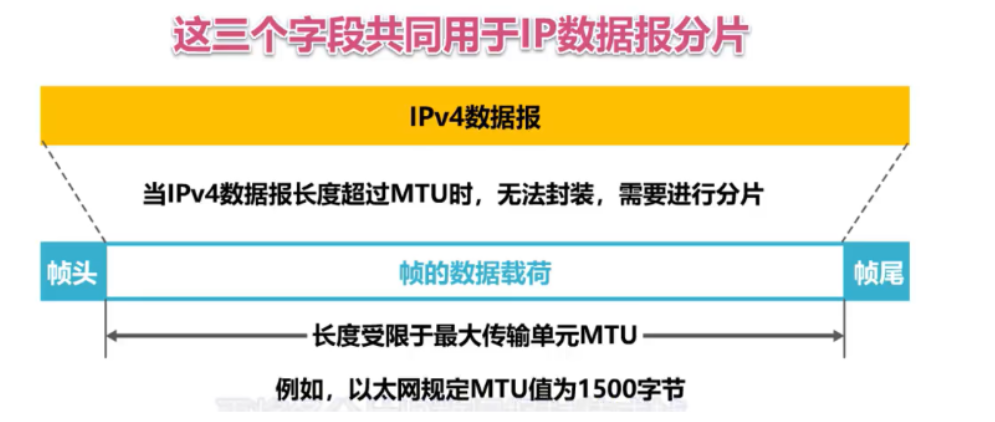 这三个字段共同用于IP数据报分片
IPv4数据报
当IPv4数据报长度超过MTU时，无法封装，需要进行分片
帧头
帧的数据载荷
帧尾
长度受限于最大传输单元MTU
例如，以太网规定MTU值为1500字节